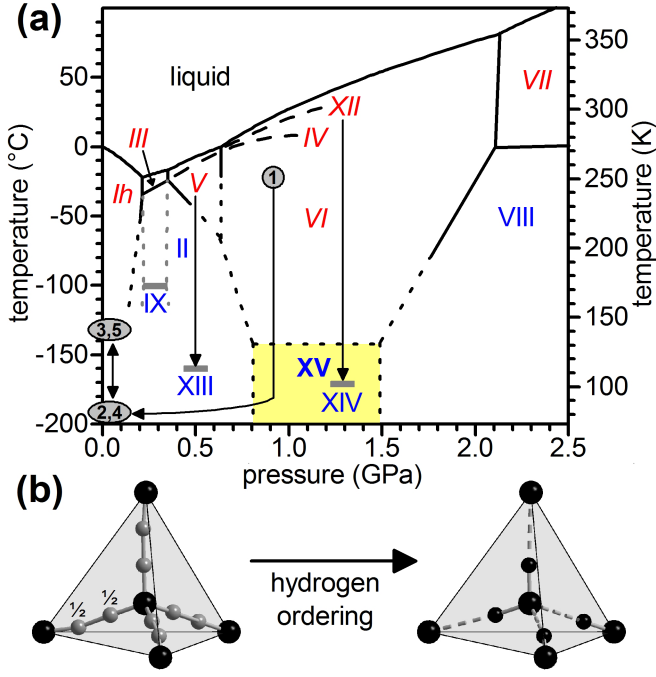 (a)
liquid
III
Ih
V
XII
IV
VI
VII
VIII
II
IX
XIII
XV
XIV
1
3,5
2,4
50
0
-50
-100
-150
-200
temperature (°C)
350
300
250
200
150
100
temperature (K)
0.0 0.5 1.0 1.5 2.0 2.5
pressure (GPa)
(b)
½ ½
hydrogen
ordering